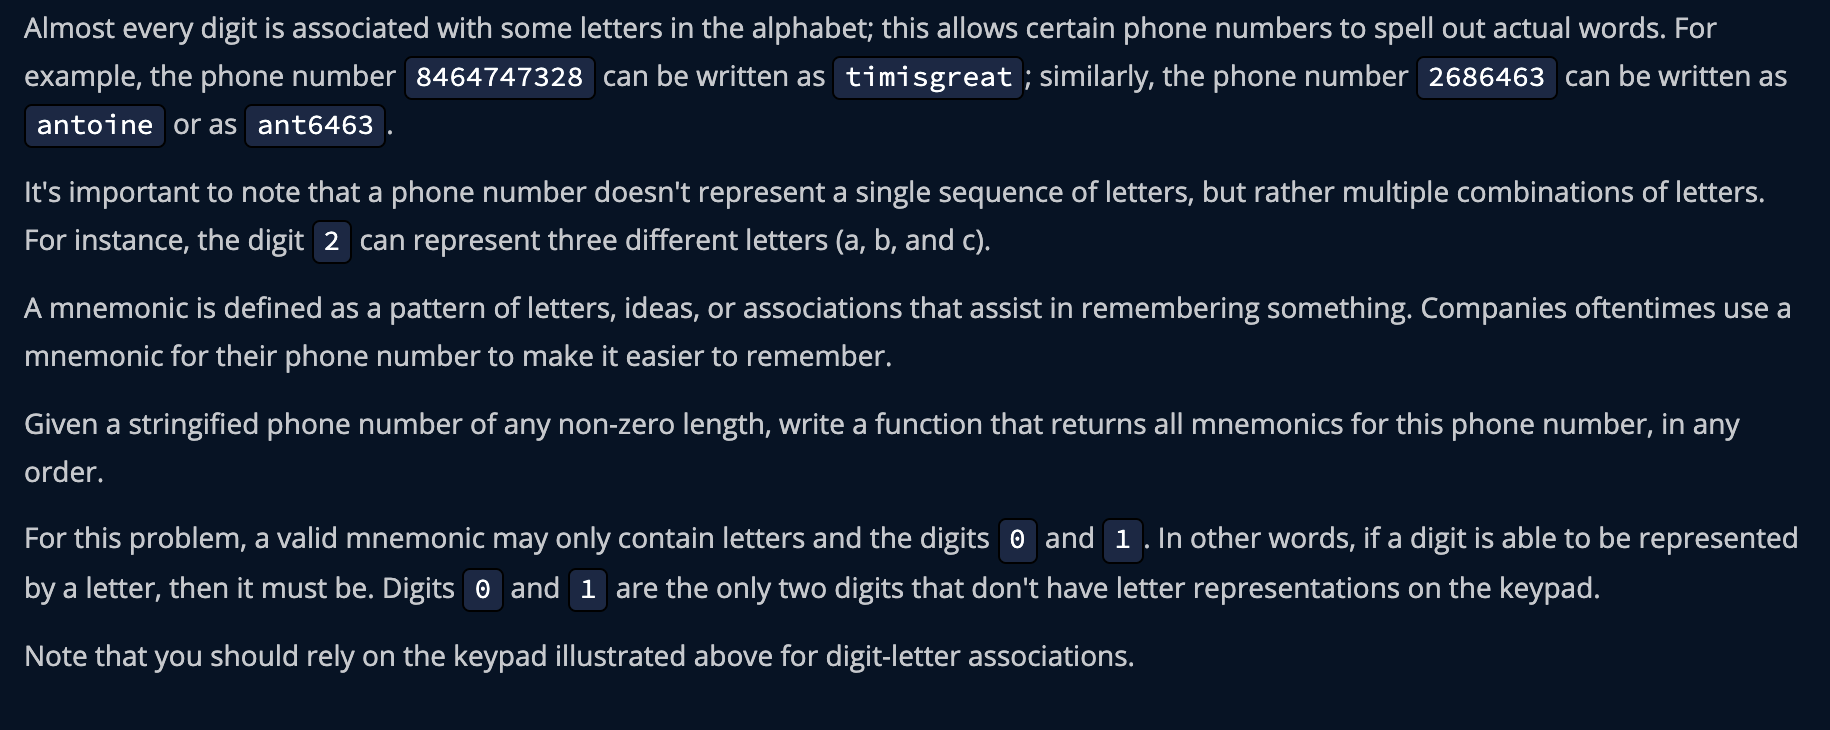 Almost every digit is associated with some letters in the alphabet; this allows certain phone numbers to spell out actual words. For
example, the phone number 8464747328 can be written as timisgreat; similarly, the phone number 2686463 can be written as
antoine or as ant6463.
It's important to note that a phone number doesn't represent a single sequence of letters, but rather multiple combinations of letters.
For instance, the digit 2 can represent three different letters (a, b, and c).
A mnemonic is defined as a pattern of letters, ideas, or associations that assist in remembering something. Companies oftentimes use a
mnemonic for their phone number to make it easier to remember.
Given a stringified phone number of any non-zero length, write a function that returns all mnemonics for this phone number, in any
order.
For this problem, a valid mnemonic may only contain letters and the digits 0 and 1. In other words, if a digit is able to be represented
by a letter, then it must be. Digits 0 and 1 are the only two digits that don't have letter representations on the keypad.
Note that you should rely on the keypad illustrated above for digit-letter associations.